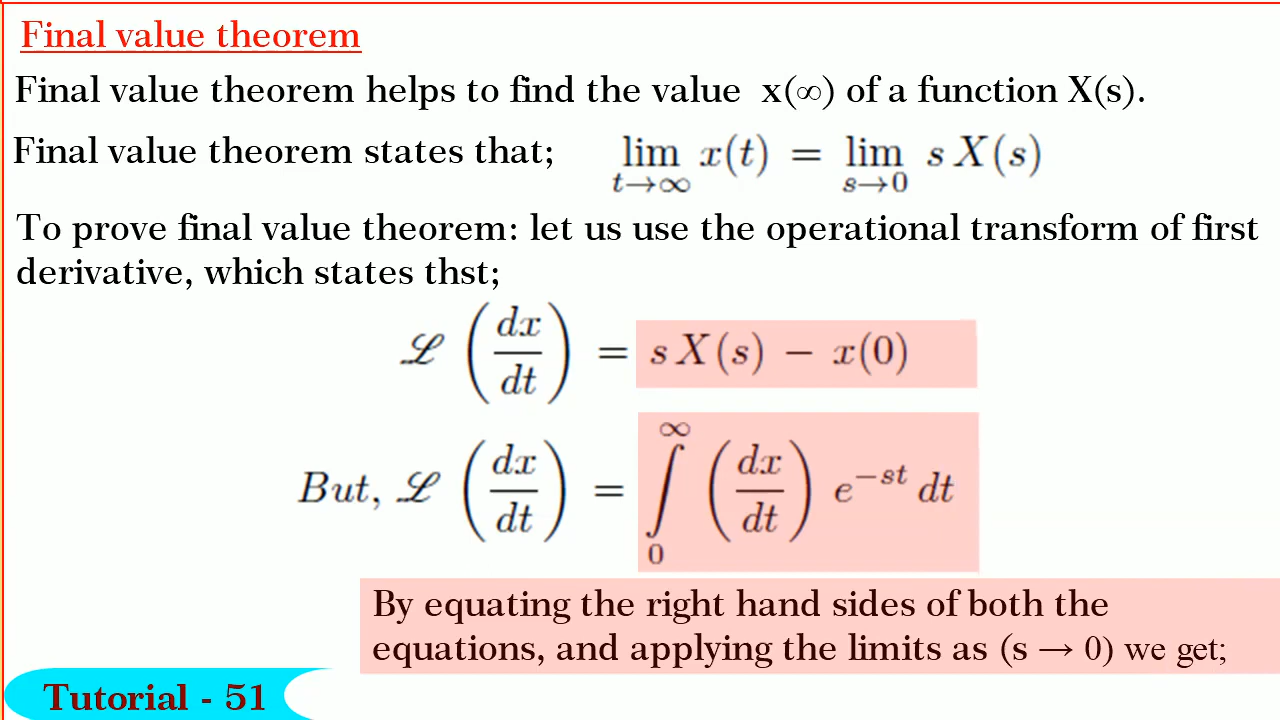 Final value theorem
Final value theorem helps to find the value x(∞) of a function X(s).
Final value theorem states that; lim t→∞ x(t) = lim s→0 s X(s)
To prove final value theorem: let us use the operational transform of first
derivative, which states thst;
ℒ (dx/dt) = s X(s) − x(0)
But, ℒ (dx/dt) = ∫₀^∞ (dx/dt) e^{−st} dt
By equating the right hand sides of both the
equations, and applying the limits as (s → 0) we get;
Tutorial - 51